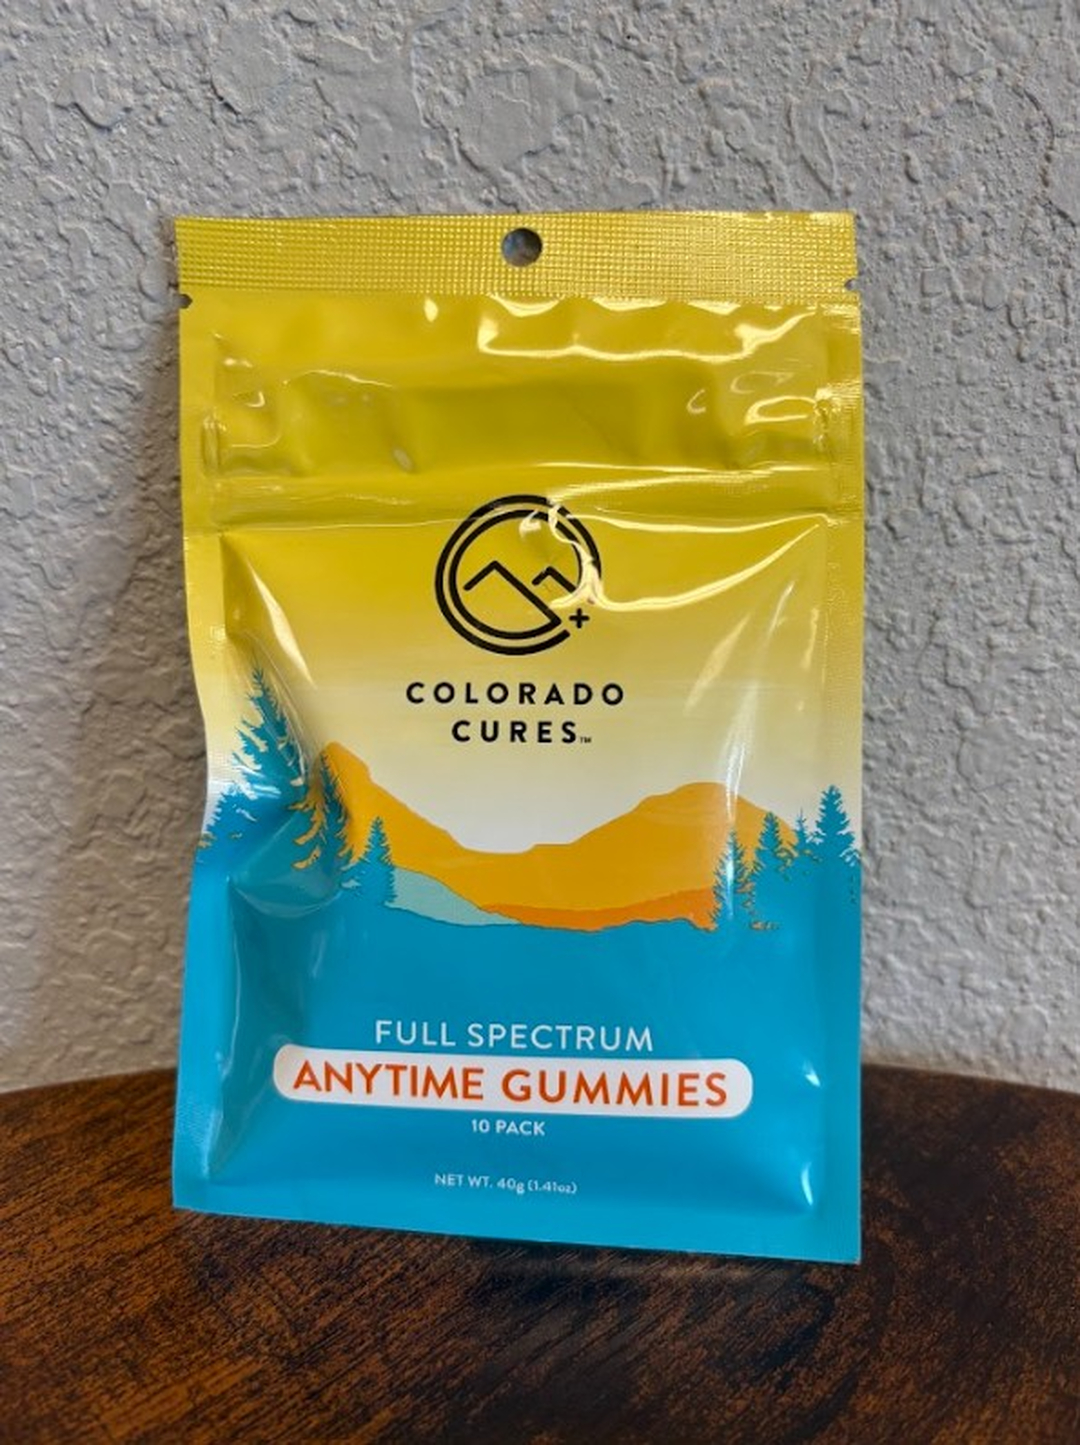 COLORADO
CURES™
FULL SPECTRUM
ANYTIME GUMMIES
10 PACK
NET WT. 40g (1.41oz)